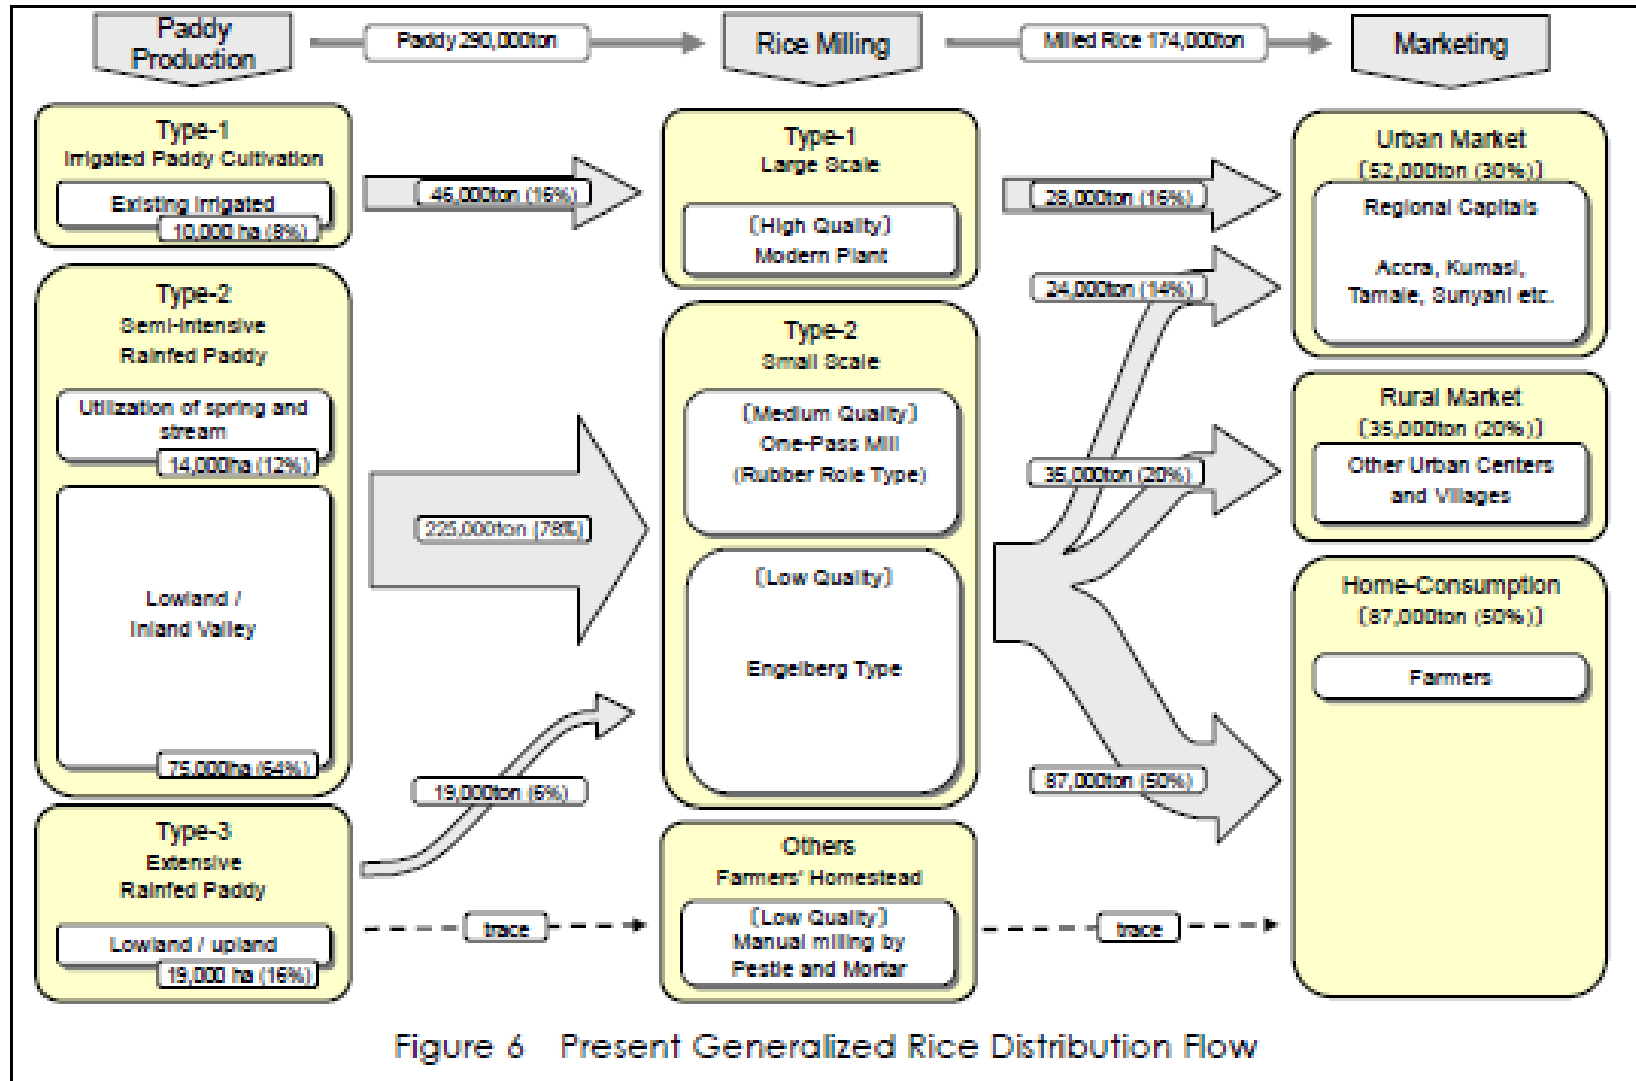 Paddy
Production
Paddy 290,000ton
Rice Milling
Milled Rice 174,000ton
Marketing
Type-1
Irrigated Paddy Cultivation
Existing Irrigated
10,000 ha (8%)
46,000ton (16%)
Type-1
Large Scale
[High Quality]
Modern Plant
28,000ton (16%)
24,000ton (14%)
Urban Market
[52,000ton (30%)]
Regional Capitals
Accra, Kumasi,
Tamale, Sunyani etc.
Type-2
Semi-Intensive
Rainfed Paddy
Utilization of spring and
stream
14,000ha (12%)
Lowland /
Inland Valley
75,000ha (64%)
225,000ton (78%)
19,000ton (6%)
Type-2
Small Scale
[Medium Quality]
One-Pass Mill
(Rubber Role Type)
[Low Quality]
Engelberg Type
35,000ton (20%)
87,000ton (50%)
Rural Market
[35,000ton (20%)]
Other Urban Centers
and Villages
Home-Consumption
[87,000ton (50%)]
Farmers
Type-3
Extensive
Rainfed Paddy
Lowland / upland
19,000 ha (16%)
trace
Others
Farmers' Homestead
[Low Quality]
Manual milling by
Pestle and Mortar
trace
Figure 6 Present Generalized Rice Distribution Flow